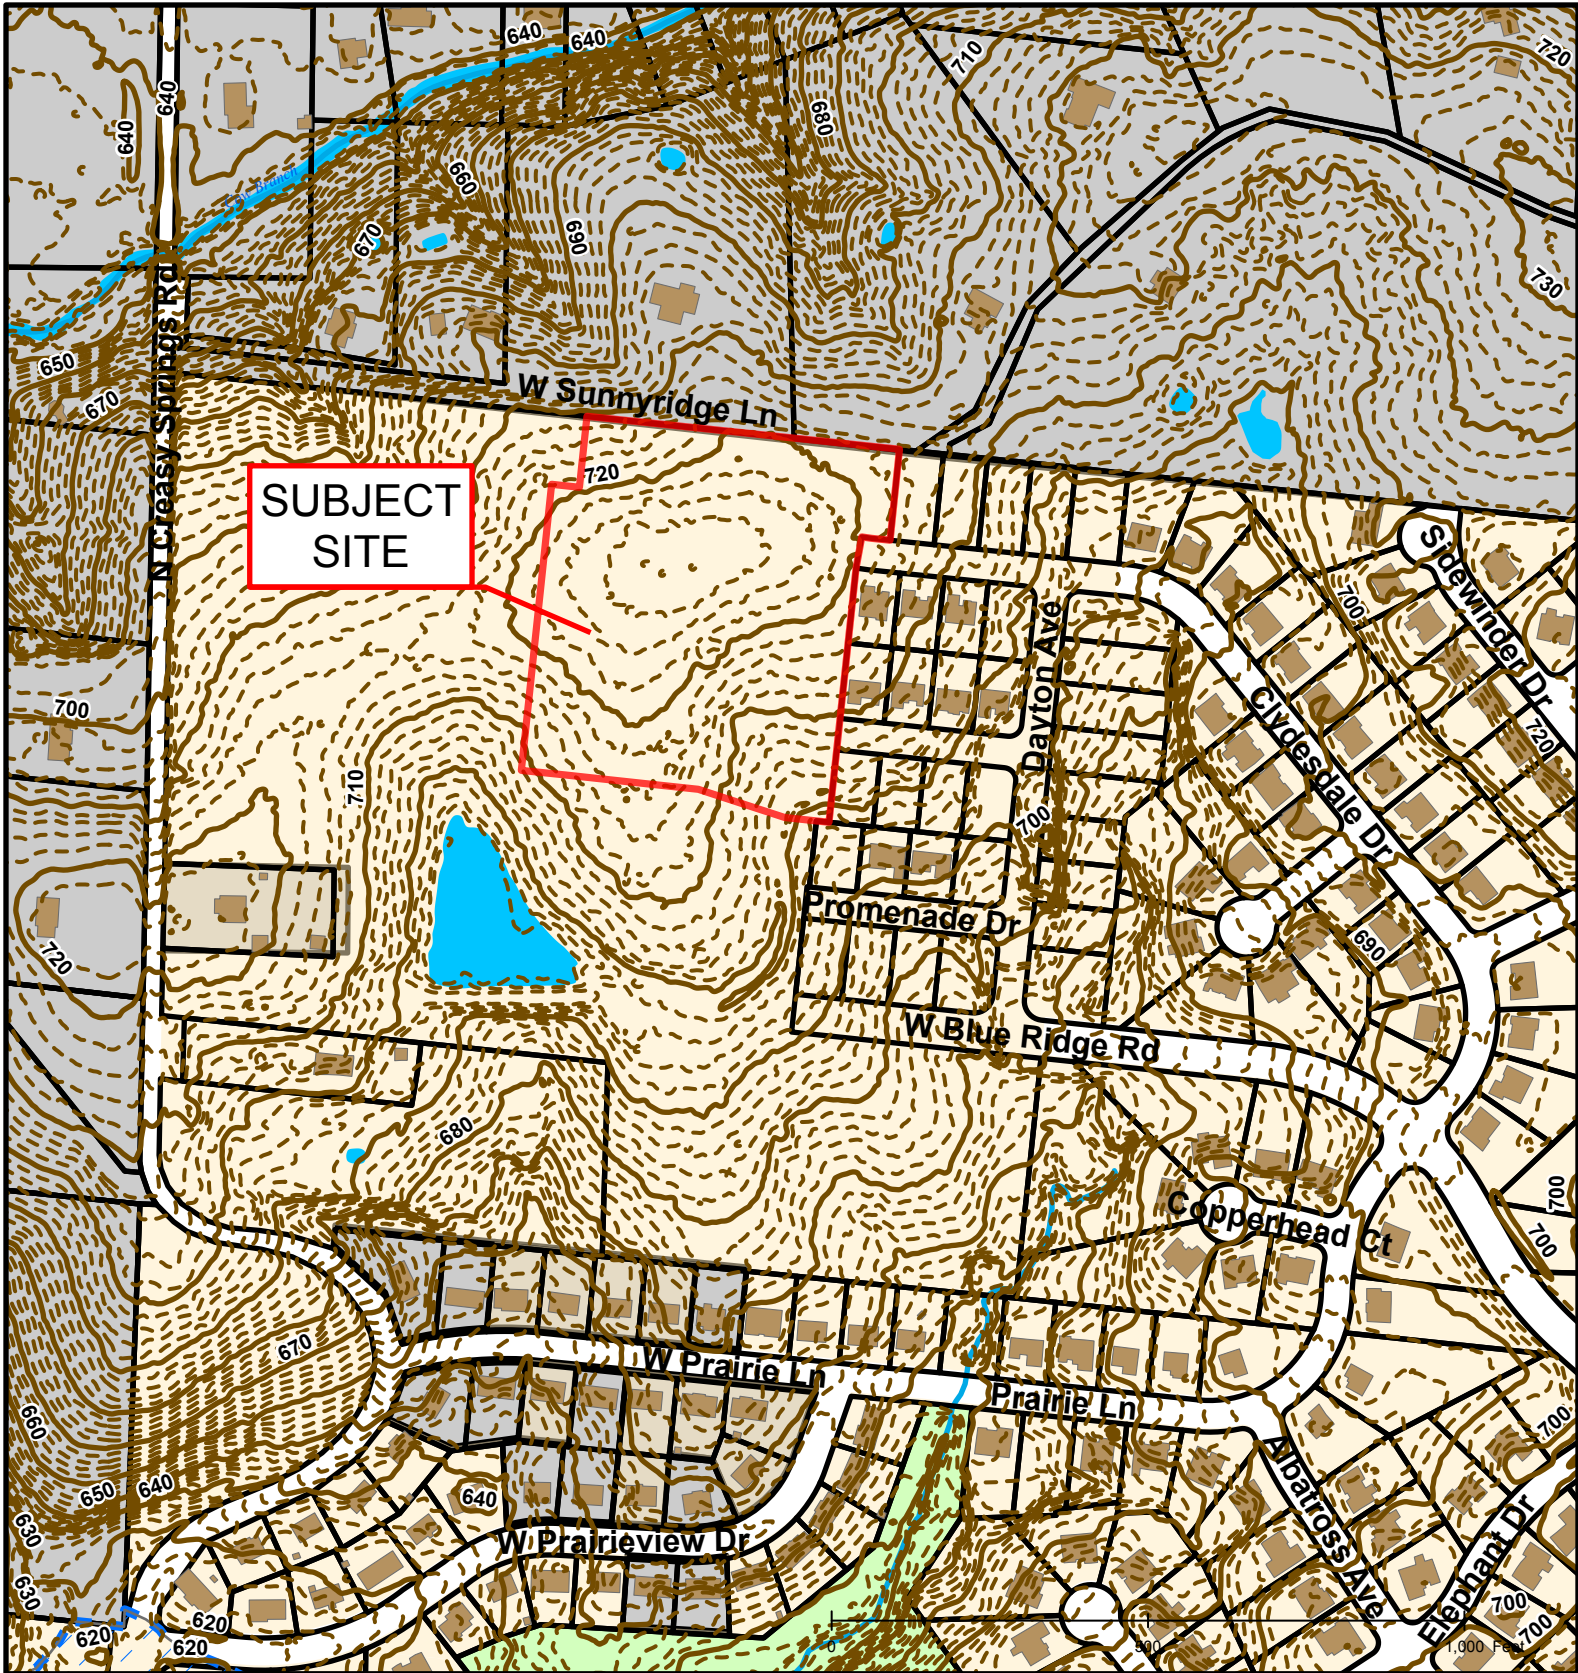 640
640
640
640
710
720
680
660
670
690
730
N Creasy Springs Rd
650
670
W Sunnyridge Ln
720
SUBJECT
SITE
Sidewinder Dr
700
Dayton Ave
Clydesdale Dr
700
720
710
700
Promenade Dr
690
720
W Blue Ridge Rd
680
Copperhead Ct
700
700
670
W Prairie Ln
Prairie Ln
660
700
650
640
640
Albatross Ave
630
W Prairieview Dr
Elephant Dr
630
620
620
620
700
700
0
500
1,000 Feet